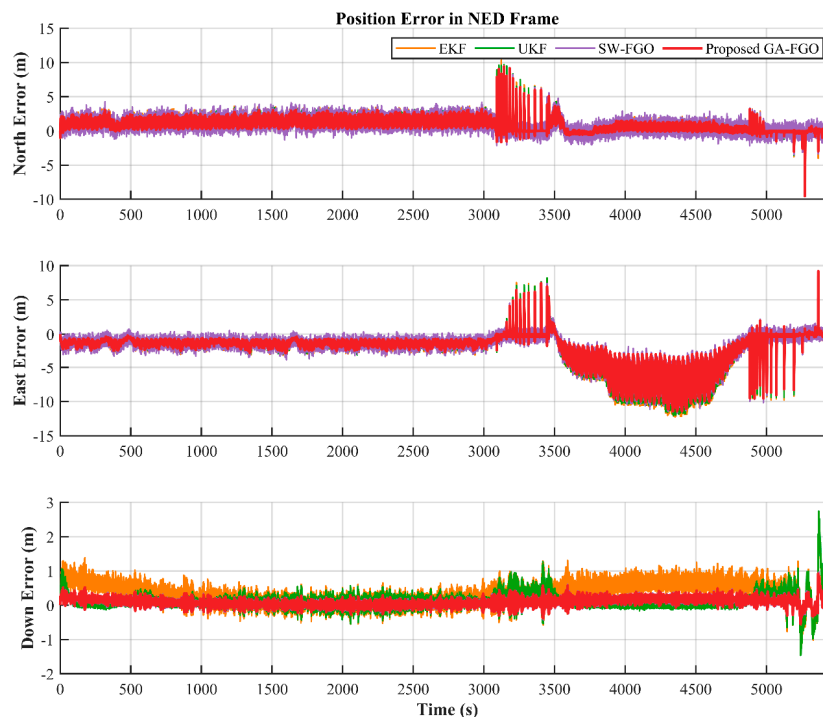 Position Error in NED Frame
EKF UKF SW-FGO Proposed GA-FGO
North Error (m)
15
10
5
0
-5
-10
0 500 1000 1500 2000 2500 3000 3500 4000 4500 5000
East Error (m)
10
5
0
-5
-10
-15
0 500 1000 1500 2000 2500 3000 3500 4000 4500 5000
Down Error (m)
3
2
1
0
-1
-2
0 500 1000 1500 2000 2500 3000 3500 4000 4500 5000
Time (s)